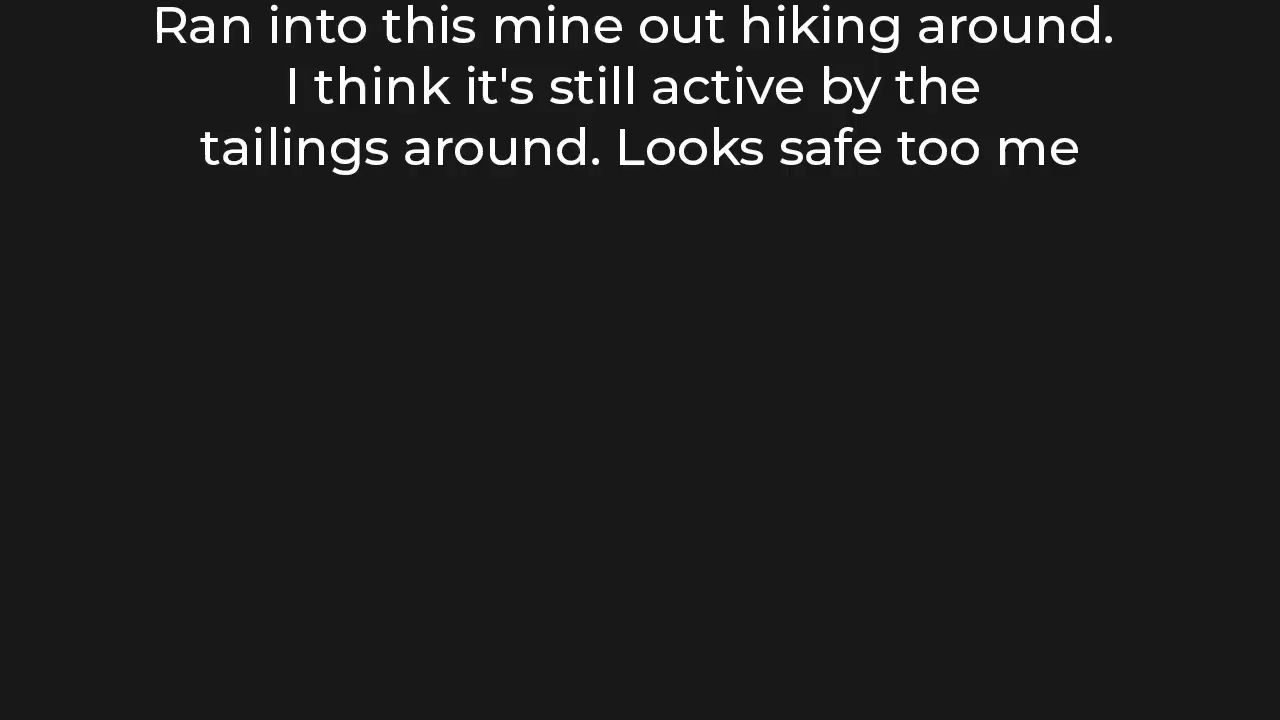 Ran into this mine out hiking around.
I think it's still active by the
tailings around. Looks safe too me